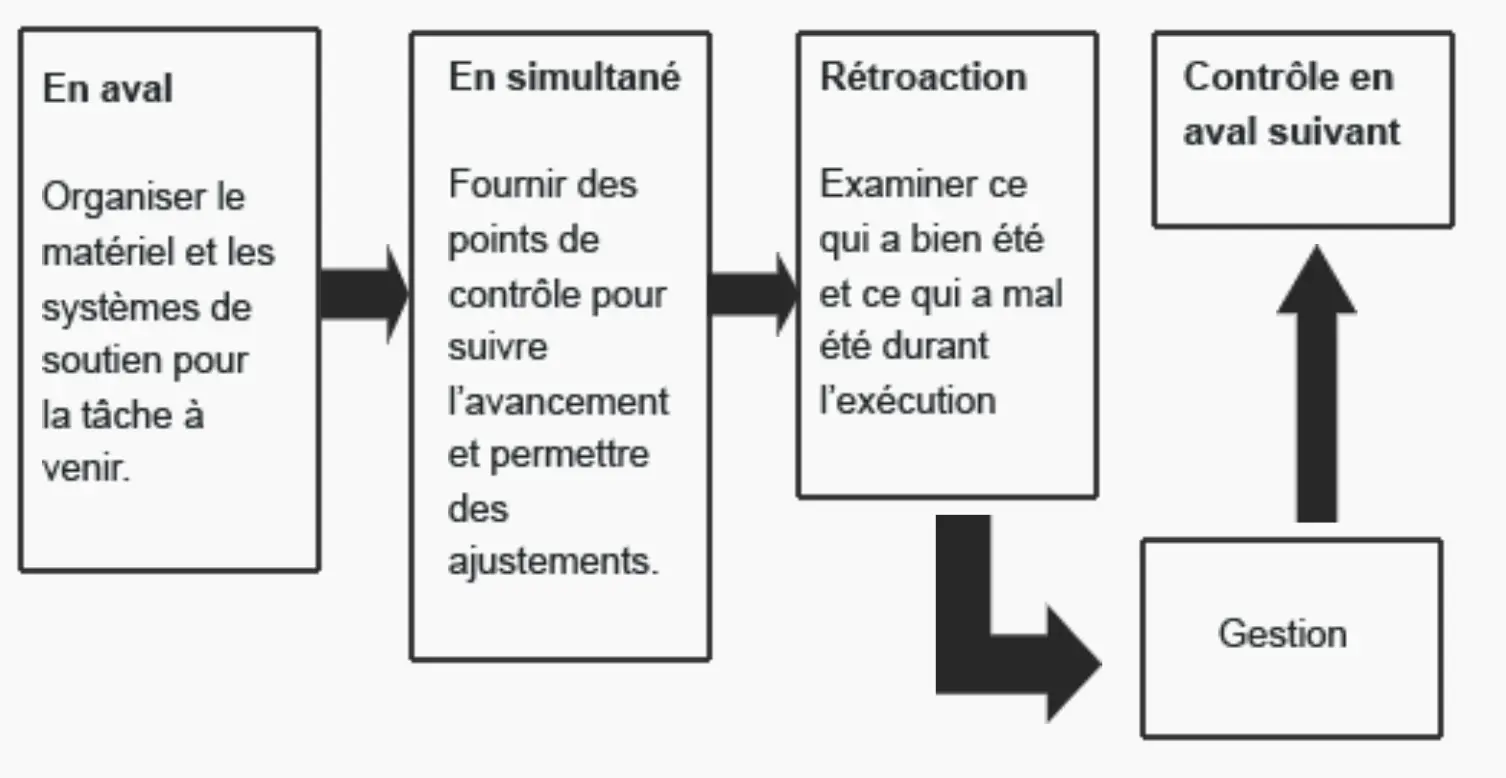 En aval
Organiser le
matériel et les
systèmes de
soutien pour
la tâche à
venir.
En simultané
Fournir des
points de
contrôle pour
suivre
l'avancement
et permettre
des
ajustements.
Rétroaction
Examiner ce
qui a bien été
et ce qui a mal
été durant
l'exécution
Contrôle en
aval suivant
Gestion